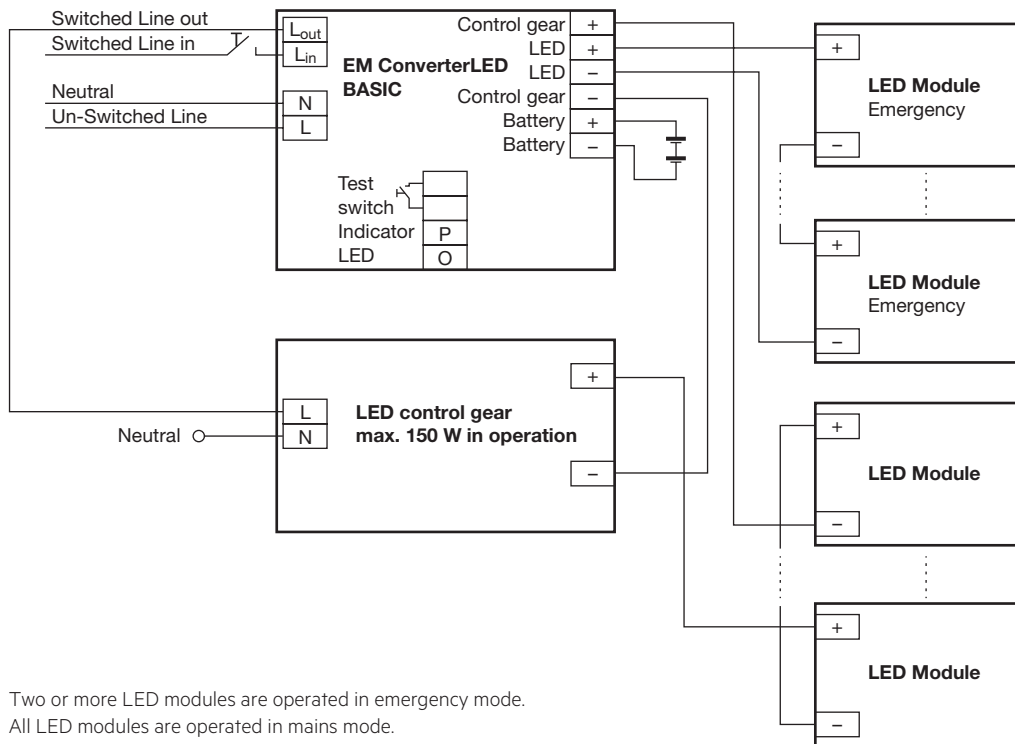 Switched Line out
Switched Line in
Neutral
Un-Switched Line
Lout
Lin
N
L
EM ConverterLED
BASIC
Control gear +
LED +
LED –
Control gear –
Battery +
Battery –
Test
switch
Indicator P
LED O
+
LED Module
Emergency
–
+
LED Module
Emergency
–
L
N
Neutral
LED control gear
max. 150 W in operation
+
–
+
LED Module
–
+
LED Module
–
Two or more LED modules are operated in emergency mode.
All LED modules are operated in mains mode.